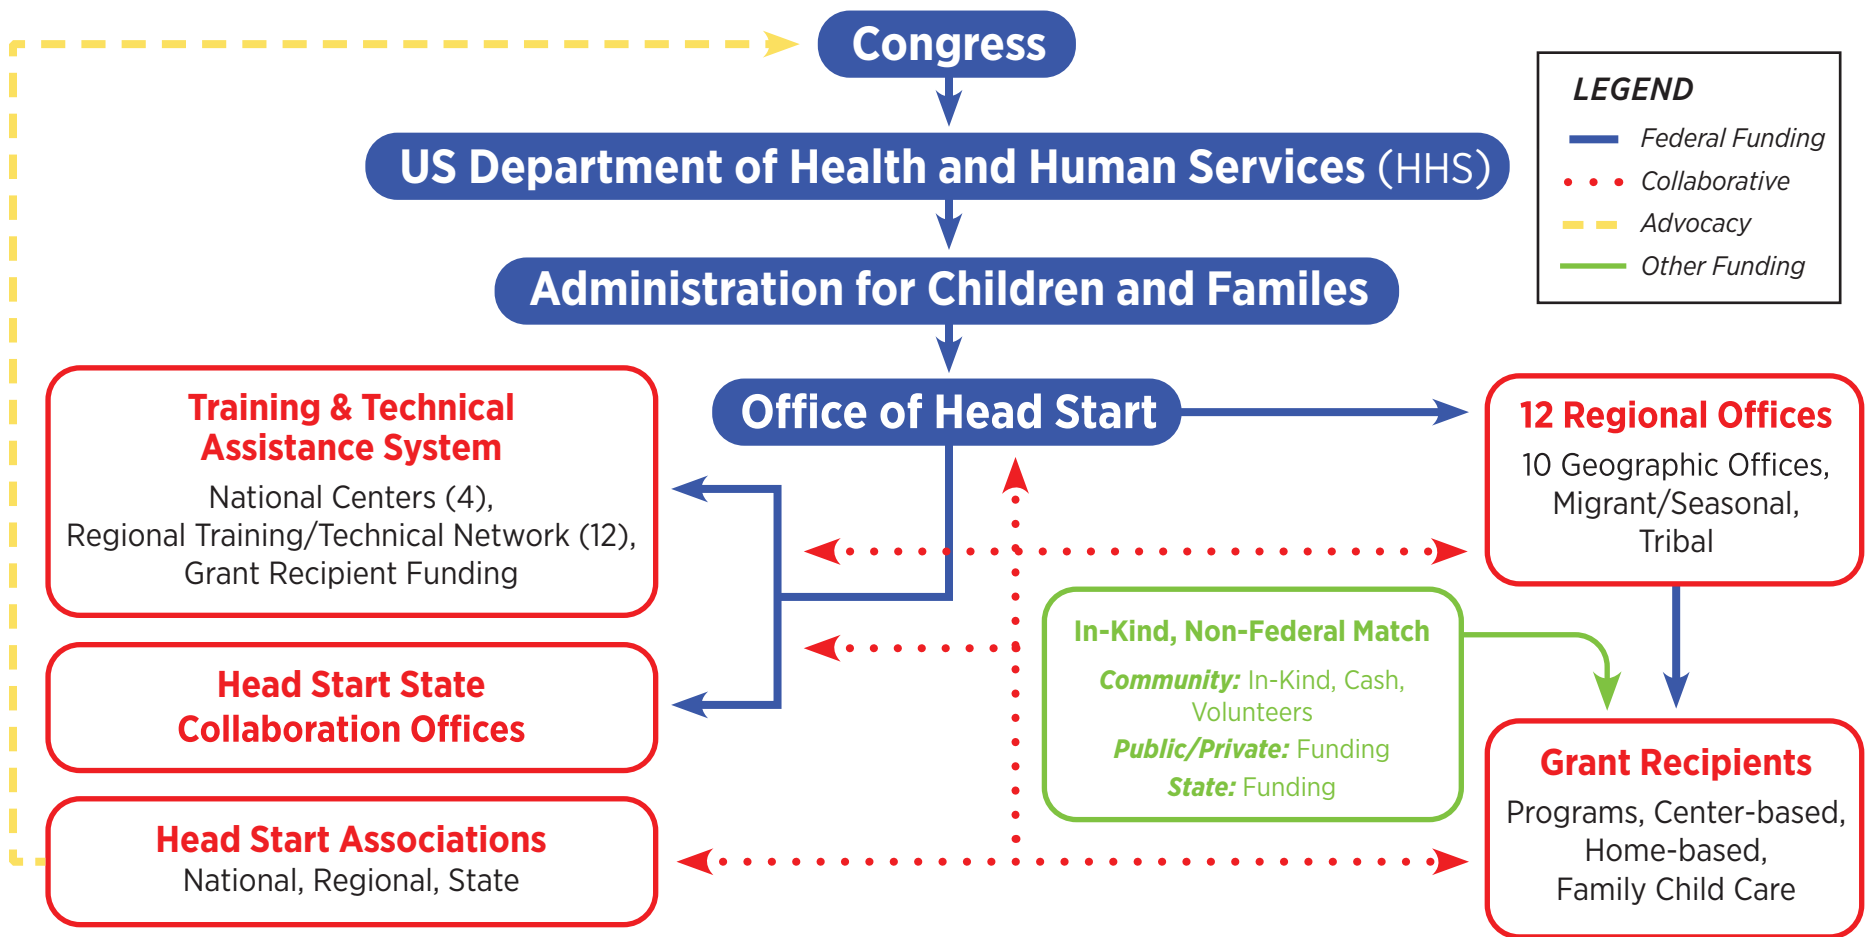 Congress
US Department of Health and Human Services (HHS)
Administration for Children and Familes
Office of Head Start
LEGEND
Federal Funding
Collaborative
Advocacy
Other Funding
Training & Technical
Assistance System
National Centers (4),
Regional Training/Technical Network (12),
Grant Recipient Funding
Head Start State
Collaboration Offices
Head Start Associations
National, Regional, State
12 Regional Offices
10 Geographic Offices,
Migrant/Seasonal,
Tribal
In-Kind, Non-Federal Match
Community: In-Kind, Cash,
Volunteers
Public/Private: Funding
State: Funding
Grant Recipients
Programs, Center-based,
Home-based,
Family Child Care